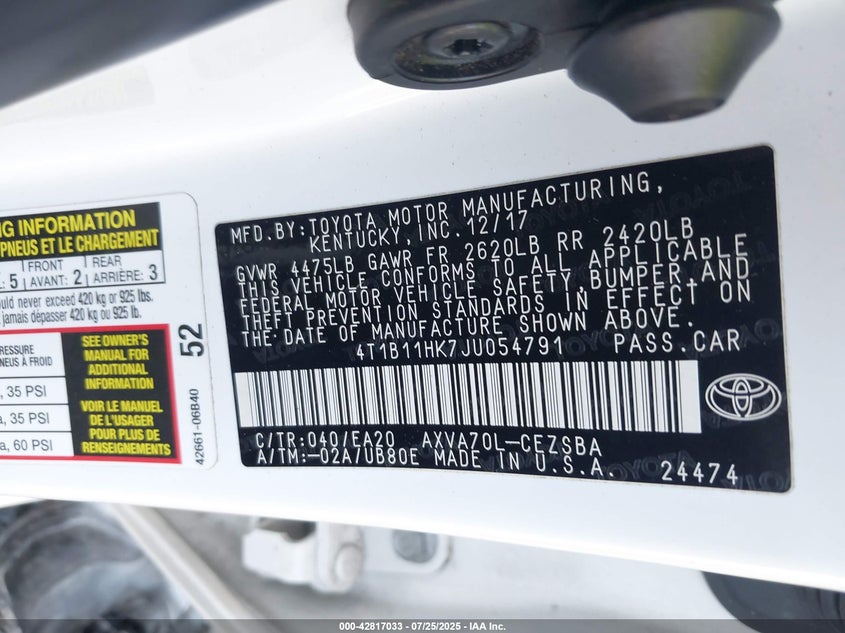 NG INFORMATION
PNEUS ET LE CHARGEMENT
5 FRONT AVANT: 2 REAR ARRIÈRE: 3
never exceed 420 kg or 925 lbs.
jamais dépasser 420 kg ou 925 lb.
RESSURE
NEUS À FROID
35 PSI
35 PSI
60 PSI
SEE OWNER'S
MANUAL FOR
ADDITIONAL
INFORMATION
VOIR LE MANUEL
DE L'USAGER
POUR PLUS DE
RENSEIGNEMENTS
52
42661-06B40
MFD.BY:TOYOTA MOTOR MANUFACTURING,
KENTUCKY, INC. 12/17
GVWR 4475LB GAWR FR 2620LB RR 2420LB
THIS VEHICLE CONFORMS TO ALL APPLICABLE
FEDERAL MOTOR VEHICLE SAFETY,BUMPER,AND
THEFT PREVENTION STANDARDS IN EFFECT ON
THE DATE OF MANUFACTURE SHOWN ABOVE.
4T1B11HK7JU054791 PASS.CAR
C/TR:040/EA20 AXVA70L-CEZSBA
A/TM:-02A/UB80E MADE IN U.S.A. 24474
000-42817033 / 07/25/2025 - IAA Inc.